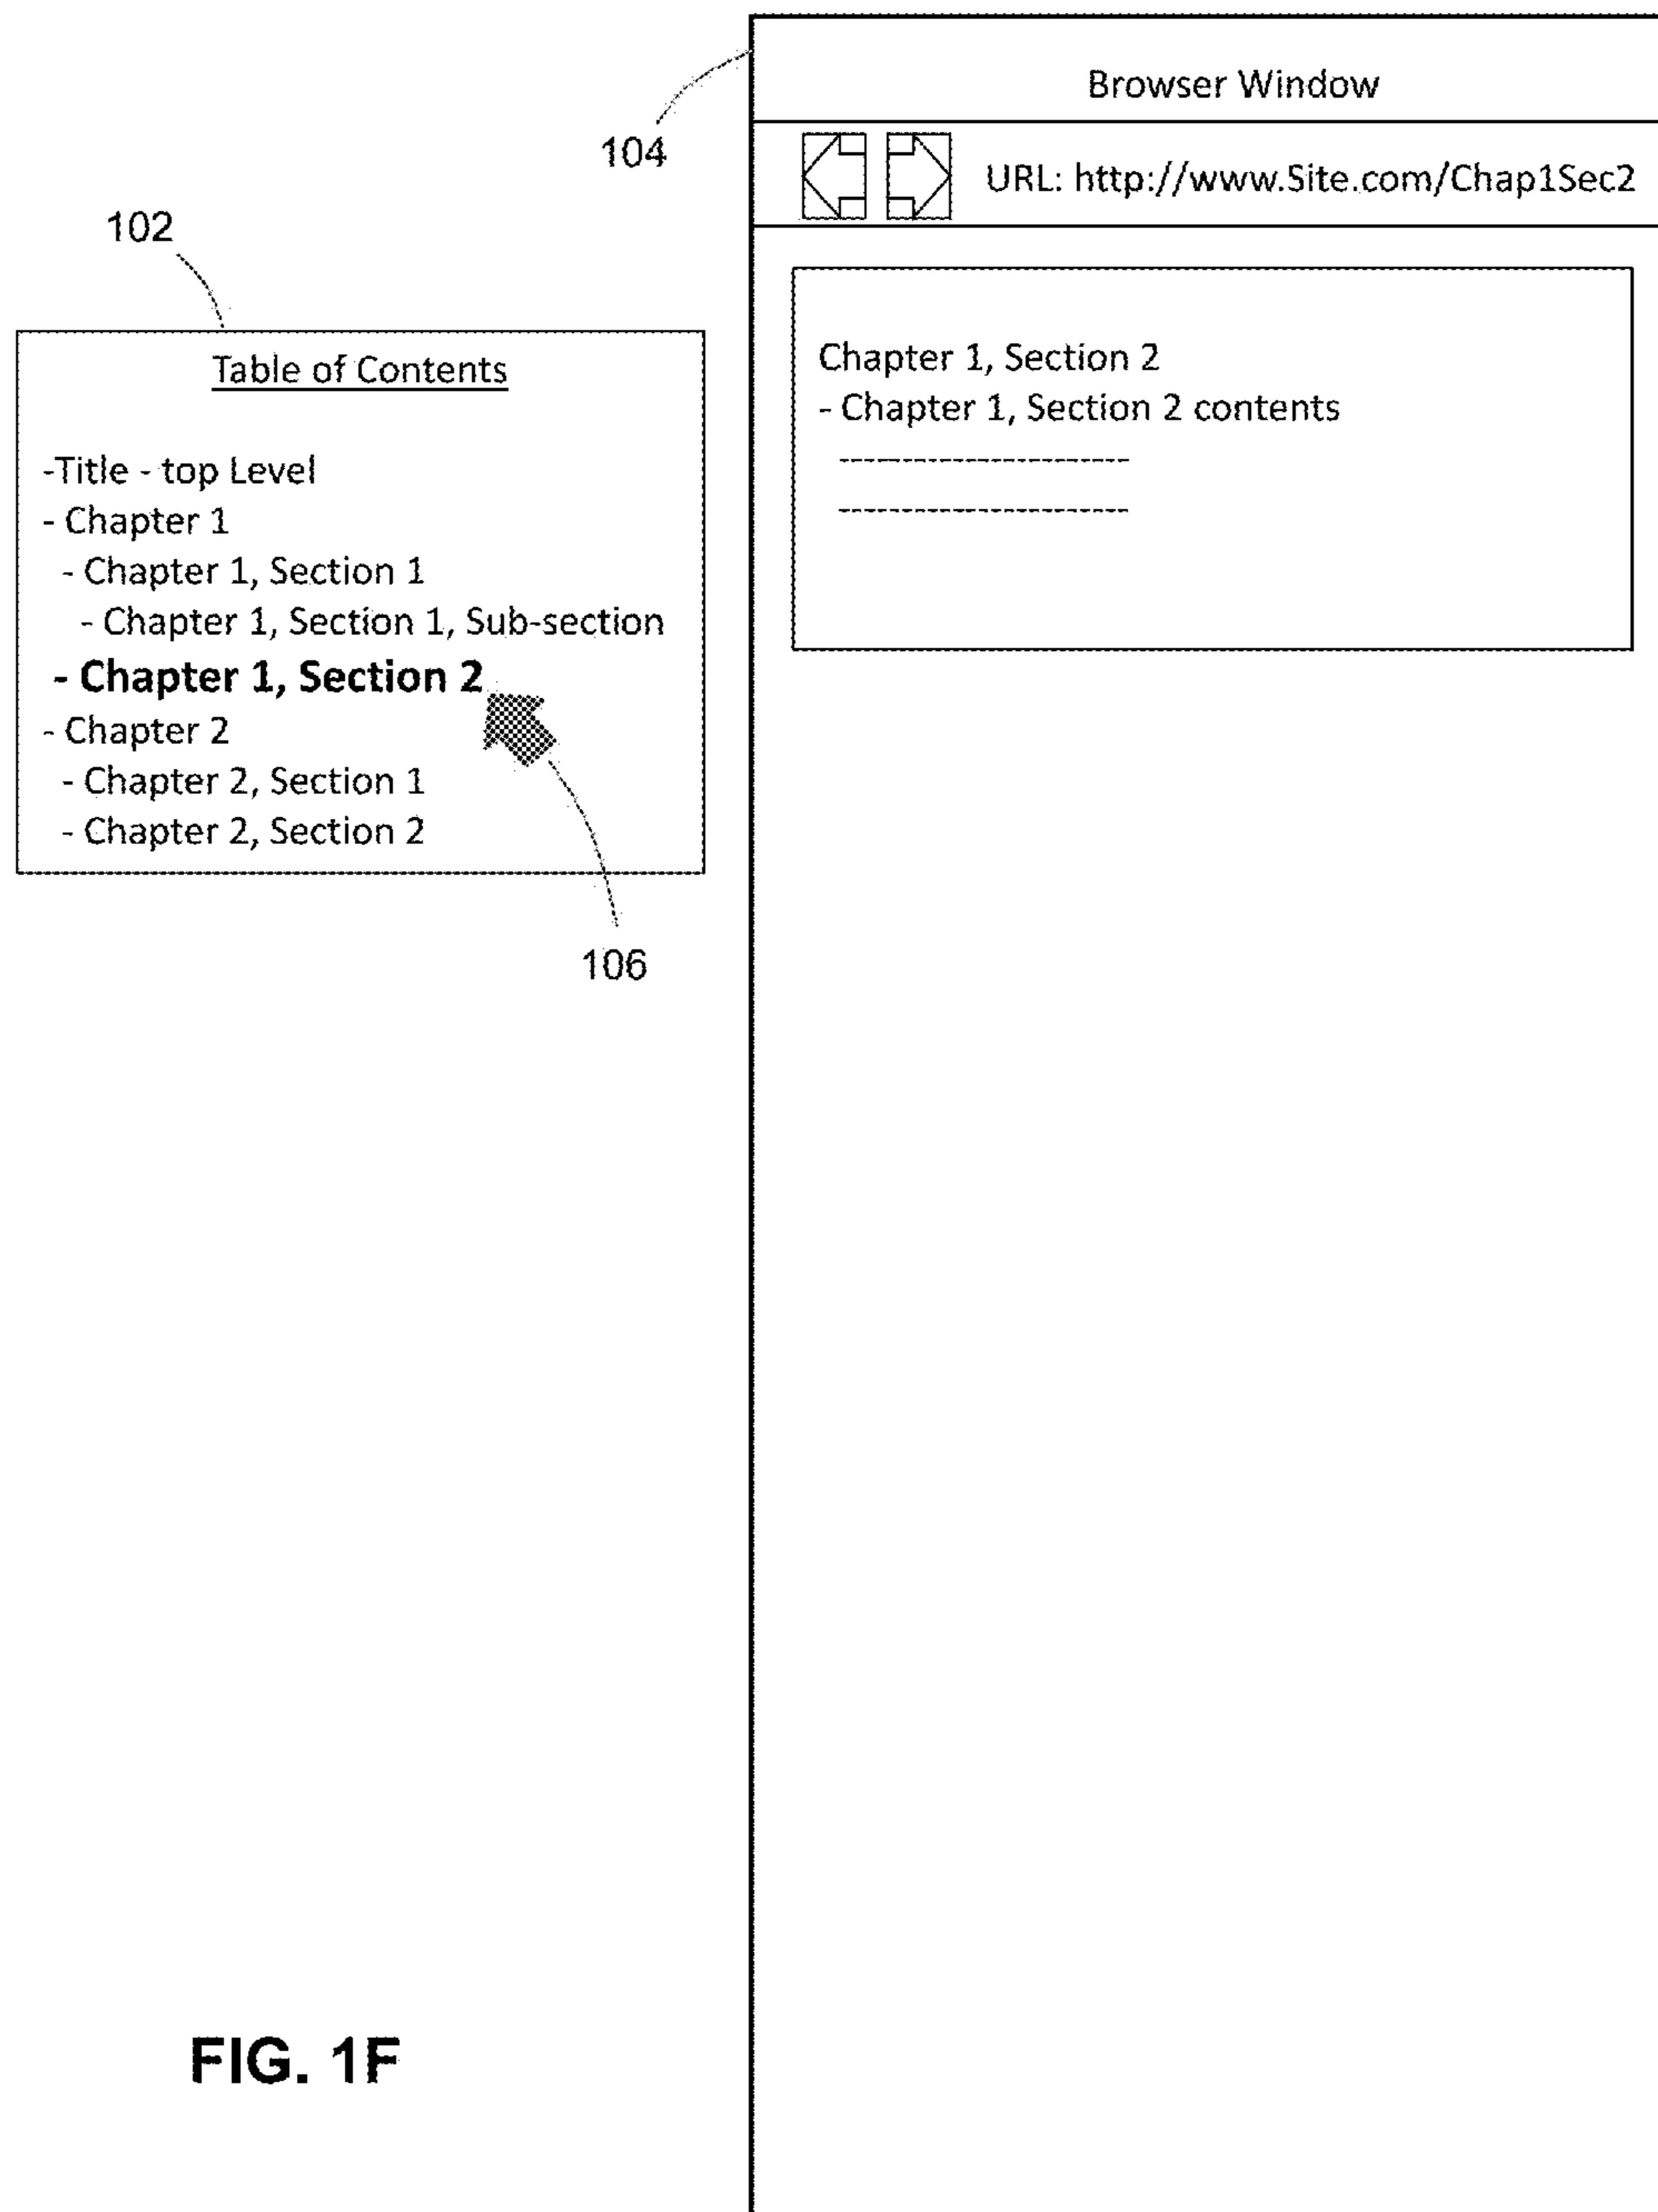 104
Browser Window
URL: http://www.Site.com/Chap1Sec2
Chapter 1, Section 2
- Chapter 1, Section 2 contents
102
Table of Contents
-Title - top Level
- Chapter 1
- Chapter 1, Section 1
- Chapter 1, Section 1, Sub-section
- Chapter 1, Section 2
- Chapter 2
- Chapter 2, Section 1
- Chapter 2, Section 2
106
FIG. 1F